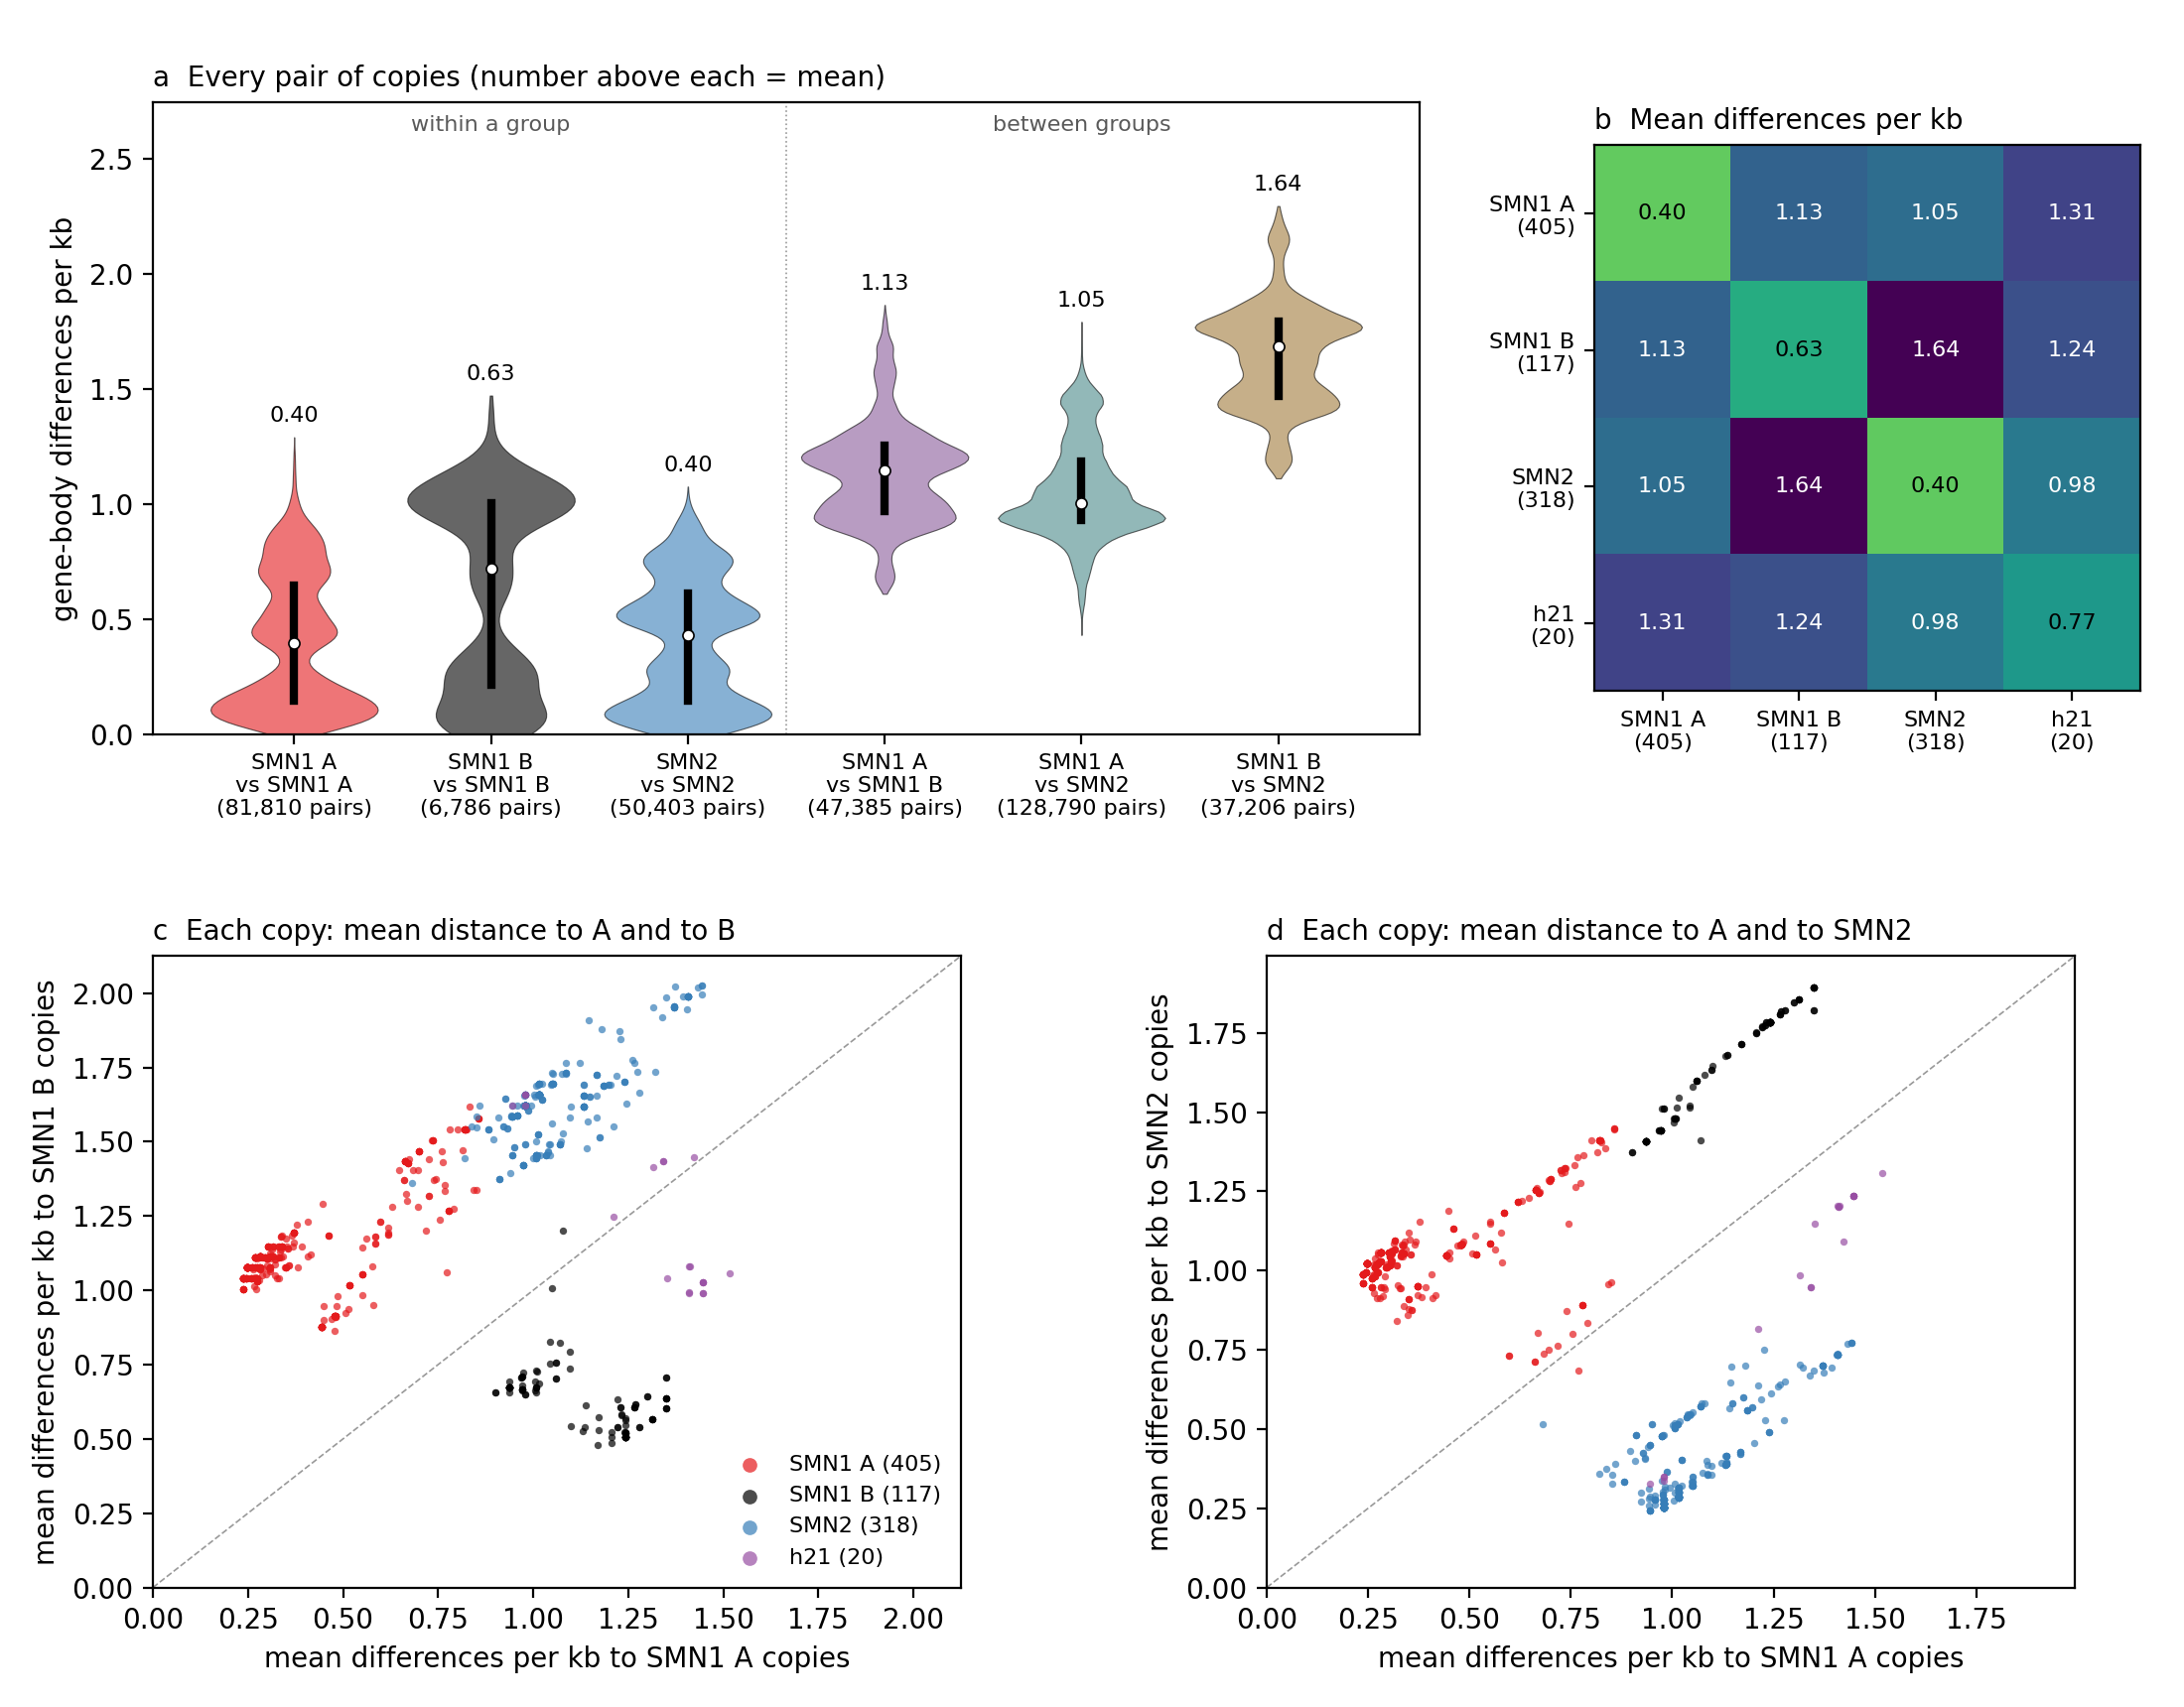 a  Every pair of copies (number above each = mean)
within a group
between groups
gene-body differences per kb
2.5
2.0
1.5
1.0
0.5
0.0
0.40
0.63
0.40
1.13
1.05
1.64
SMN1 A
vs SMN1 A
(81,810 pairs)
SMN1 B
vs SMN1 B
(6,786 pairs)
SMN2
vs SMN2
(50,403 pairs)
SMN1 A
vs SMN1 B
(47,385 pairs)
SMN1 A
vs SMN2
(128,790 pairs)
SMN1 B
vs SMN2
(37,206 pairs)
b  Mean differences per kb
SMN1 A
(405)
0.40 1.13 1.05 1.31
SMN1 B
(117)
1.13 0.63 1.64 1.24
SMN2
(318)
1.05 1.64 0.40 0.98
h21
(20)
1.31 1.24 0.98 0.77
SMN1 A
(405)
SMN1 B
(117)
SMN2
(318)
h21
(20)
c  Each copy: mean distance to A and to B
mean differences per kb to SMN1 B copies
2.00
1.75
1.50
1.25
1.00
0.75
0.50
0.25
0.00
SMN1 A (405)
SMN1 B (117)
SMN2 (318)
h21 (20)
0.00 0.25 0.50 0.75 1.00 1.25 1.50 1.75 2.00
mean differences per kb to SMN1 A copies
d  Each copy: mean distance to A and to SMN2
mean differences per kb to SMN2 copies
1.75
1.50
1.25
1.00
0.75
0.50
0.25
0.00
0.00 0.25 0.50 0.75 1.00 1.25 1.50 1.75
mean differences per kb to SMN1 A copies